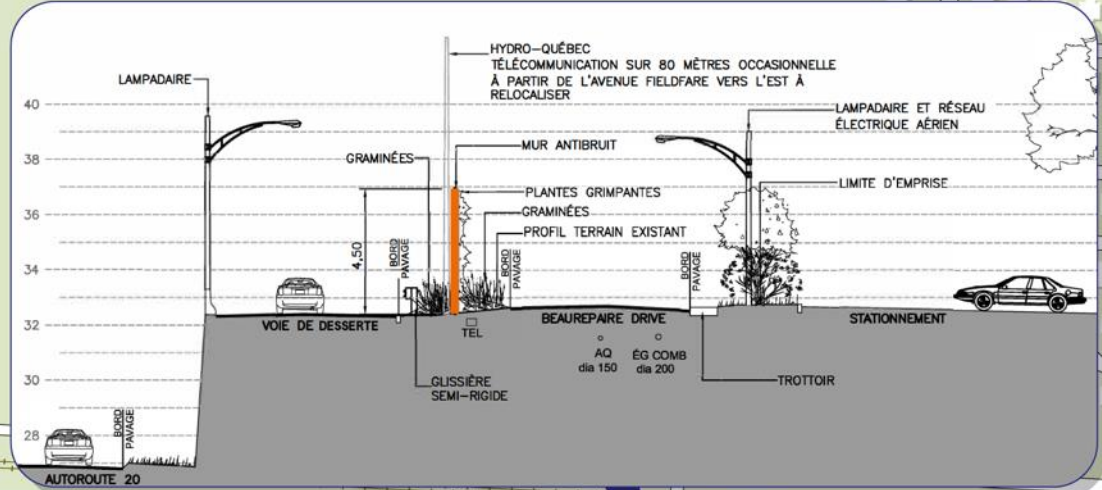 HYDRO-QUÉBEC
TÉLÉCOMMUNICATION SUR 80 MÈTRES OCCASIONNELLE
À PARTIR DE L'AVENUE FIELDFARE VERS L'EST À
RELOCALISER
LAMPADAIRE
40
LAMPADAIRE ET RÉSEAU
ÉLECTRIQUE AÉRIEN
MUR ANTIBRUIT
38
GRAMINÉES
LIMITE D'EMPRISE
PLANTES GRIMPANTES
36
GRAMINÉES
PROFIL TERRAIN EXISTANT
4,50
BORD
PAVAGE
BORD
PAVAGE
BORD
PAVAGE
34
32
VOIE DE DESSERTE
TEL
BEAUREPAIRE DRIVE
STATIONNEMENT
AQ
dia 150
ÉG COMB
dia 200
30
GLISSIÈRE
SEMI-RIGIDE
TROTTOIR
28
BORD
PAVAGE
AUTOROUTE 20